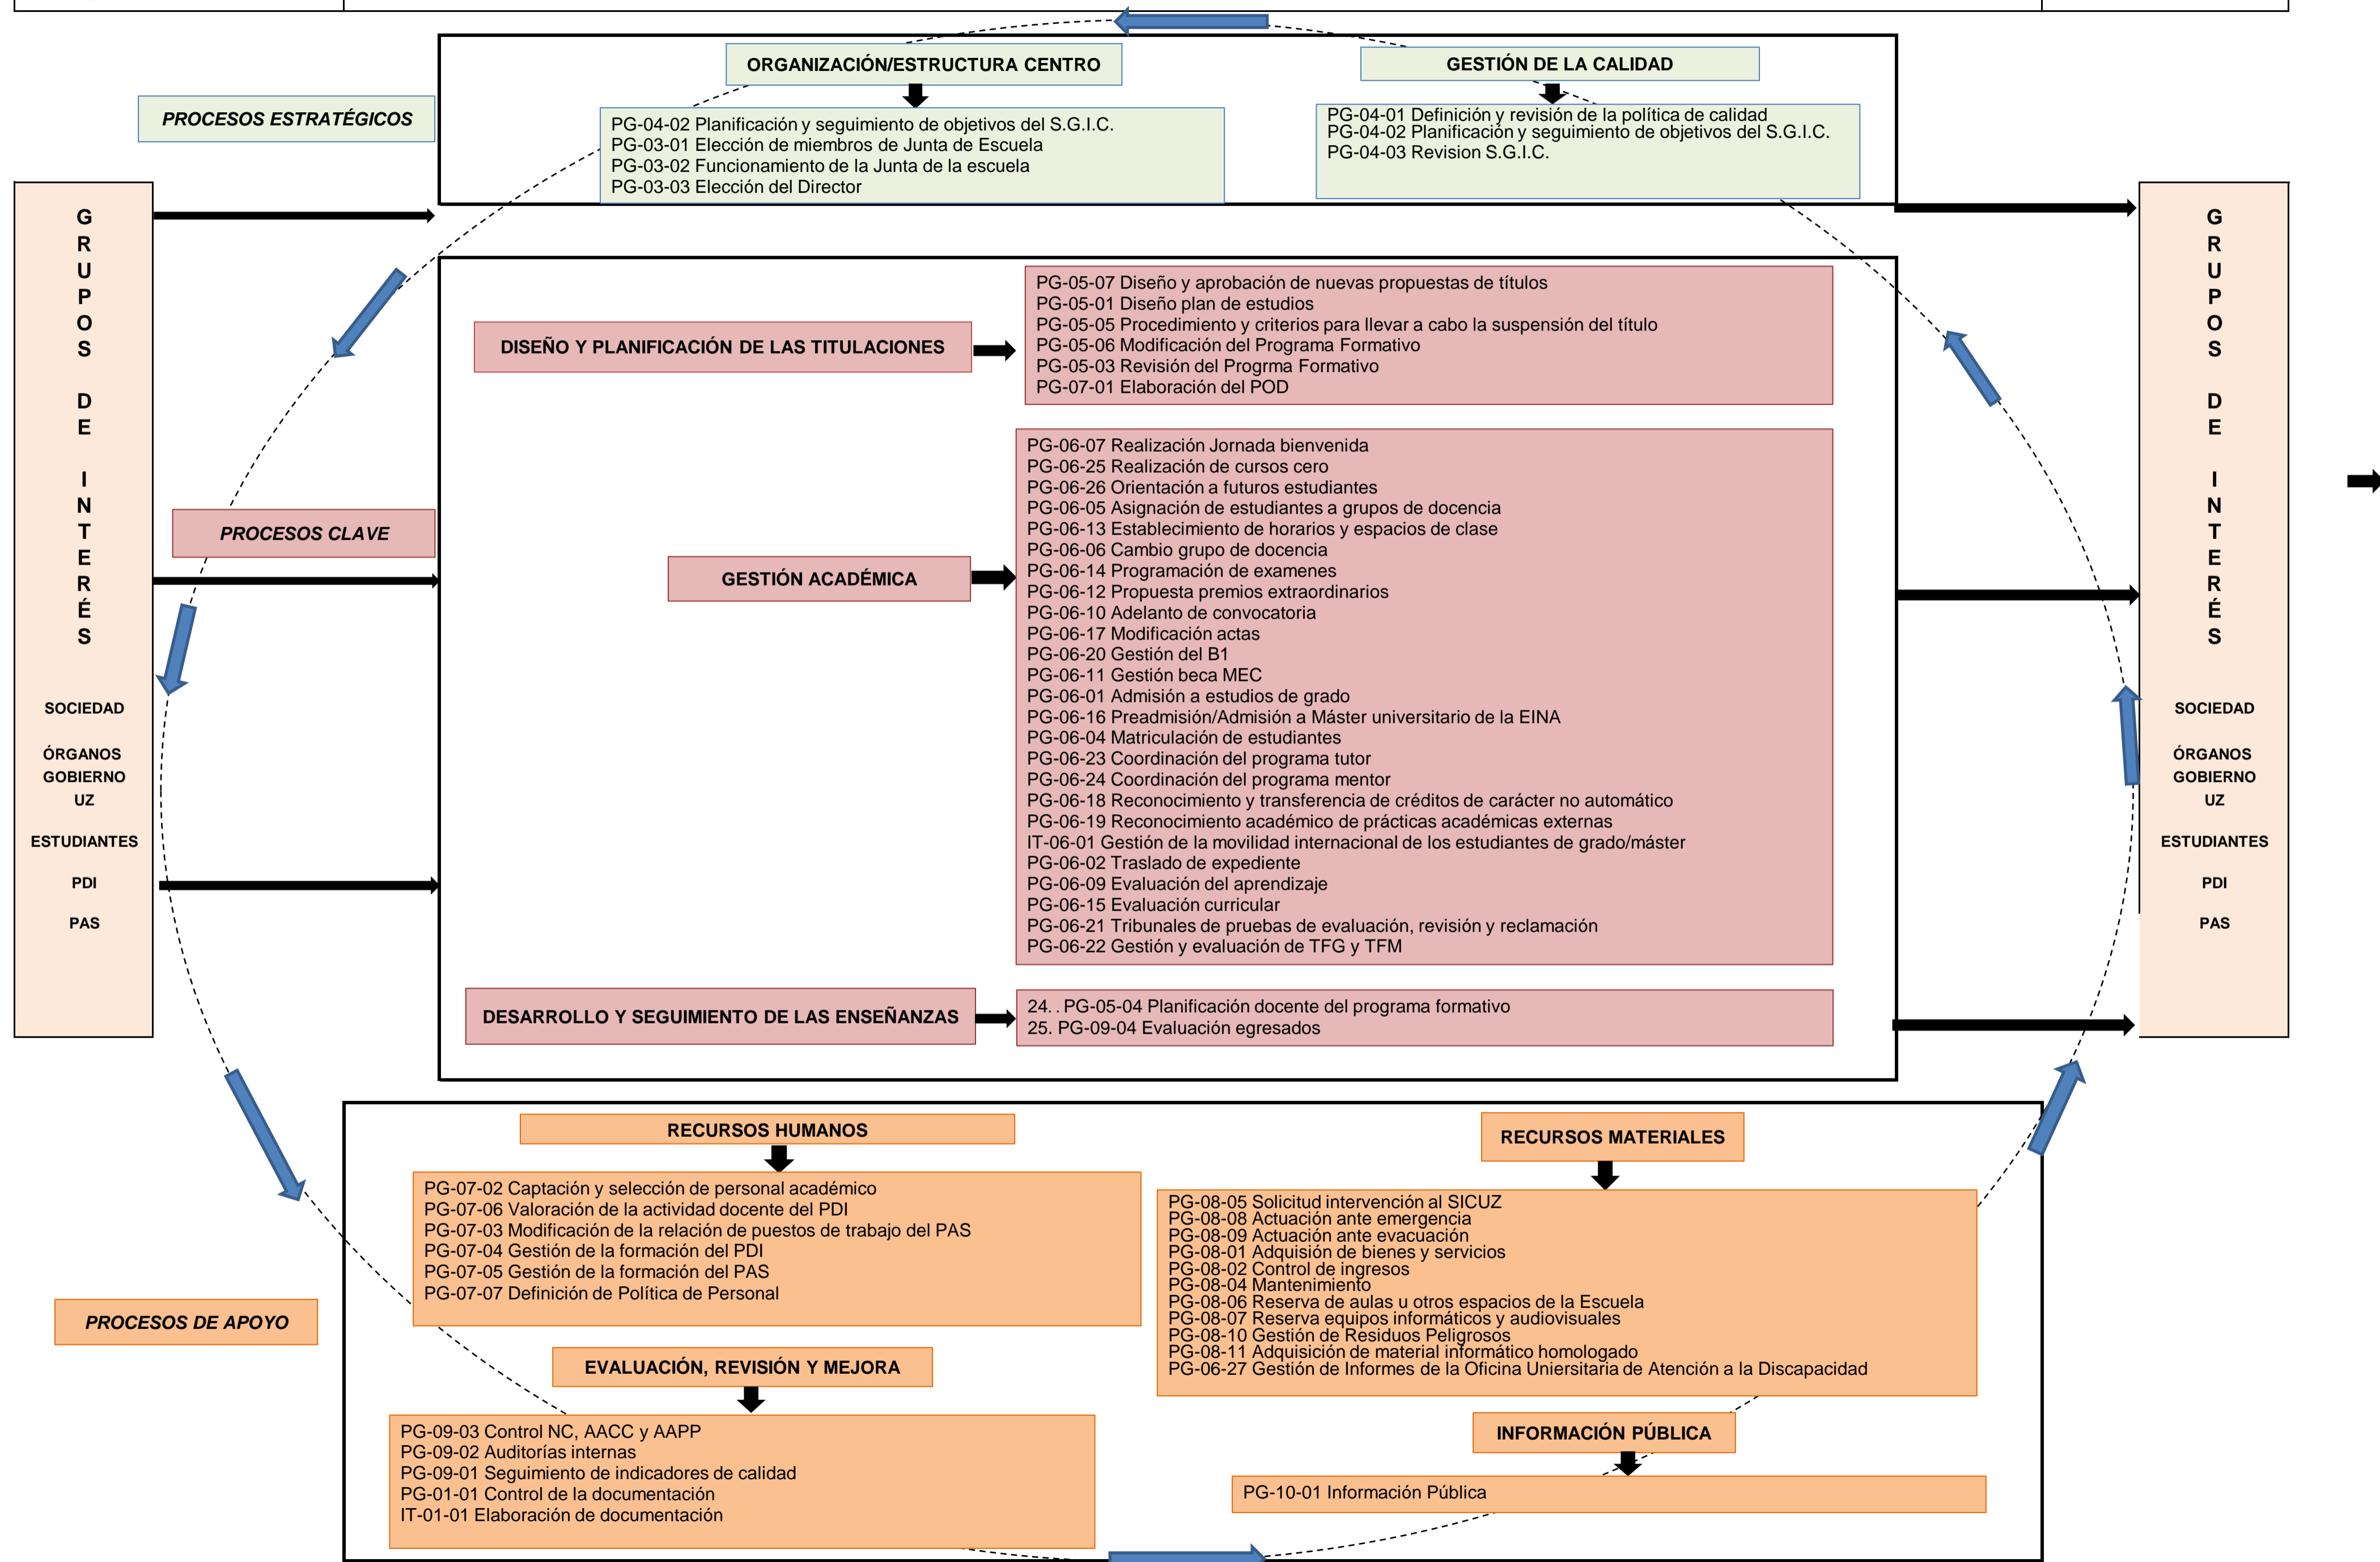 ORGANIZACIÓN/ESTRUCTURA CENTRO
GESTIÓN DE LA CALIDAD
PROCESOS ESTRATÉGICOS
PG-04-02 Planificación y seguimiento de objetivos del S.G.I.C.
PG-03-01 Elección de miembros de Junta de Escuela
PG-03-02 Funcionamiento de la Junta de la escuela
PG-03-03 Elección del Director
PG-04-01 Definición y revisión de la política de calidad
PG-04-02 Planificación y seguimiento de objetivos del S.G.I.C.
PG-04-03 Revision S.G.I.C.
GRUPOS DE INTERÉS
SOCIEDAD
ÓRGANOS
GOBIERNO
UZ
ESTUDIANTES
PDI
PAS
PROCESOS CLAVE
DISEÑO Y PLANIFICACIÓN DE LAS TITULACIONES
PG-05-07 Diseño y aprobación de nuevas propuestas de títulos
PG-05-01 Diseño plan de estudios
PG-05-05 Procedimiento y criterios para llevar a cabo la suspensión del título
PG-05-06 Modificación del Programa Formativo
PG-05-03 Revisión del Progrma Formativo
PG-07-01 Elaboración del POD
GESTIÓN ACADÉMICA
PG-06-07 Realización Jornada bienvenida
PG-06-25 Realización de cursos cero
PG-06-26 Orientación a futuros estudiantes
PG-06-05 Asignación de estudiantes a grupos de docencia
PG-06-13 Establecimiento de horarios y espacios de clase
PG-06-06 Cambio grupo de docencia
PG-06-14 Programación de examenes
PG-06-12 Propuesta premios extraordinarios
PG-06-10 Adelanto de convocatoria
PG-06-17 Modificación actas
PG-06-20 Gestión del B1
PG-06-11 Gestión beca MEC
PG-06-01 Admisión a estudios de grado
PG-06-16 Preadmisión/Admisión a Máster universitario de la EINA
PG-06-04 Matriculación de estudiantes
PG-06-23 Coordinación del programa tutor
PG-06-24 Coordinación del programa mentor
PG-06-18 Reconocimiento y transferencia de créditos de carácter no automático
PG-06-19 Reconocimiento académico de prácticas académicas externas
IT-06-01 Gestión de la movilidad internacional de los estudiantes de grado/máster
PG-06-02 Traslado de expediente
PG-06-09 Evaluación del aprendizaje
PG-06-15 Evaluación curricular
PG-06-21 Tribunales de pruebas de evaluación, revisión y reclamación
PG-06-22 Gestión y evaluación de TFG y TFM
DESARROLLO Y SEGUIMIENTO DE LAS ENSEÑANZAS
24. . PG-05-04 Planificación docente del programa formativo
25. PG-09-04 Evaluación egresados
GRUPOS DE INTERÉS
SOCIEDAD
ÓRGANOS
GOBIERNO
UZ
ESTUDIANTES
PDI
PAS
PROCESOS DE APOYO
RECURSOS HUMANOS
PG-07-02 Captación y selección de personal académico
PG-07-06 Valoración de la actividad docente del PDI
PG-07-03 Modificación de la relación de puestos de trabajo del PAS
PG-07-04 Gestión de la formación del PDI
PG-07-05 Gestión de la formación del PAS
PG-07-07 Definición de Política de Personal
RECURSOS MATERIALES
PG-08-05 Solicitud intervención al SICUZ
PG-08-08 Actuación ante emergencia
PG-08-09 Actuación ante evacuación
PG-08-01 Adquisión de bienes y servicios
PG-08-02 Control de ingresos
PG-08-04 Mantenimiento
PG-08-06 Reserva de aulas u otros espacios de la Escuela
PG-08-07 Reserva equipos informáticos y audiovisuales
PG-08-10 Gestión de Residuos Peligrosos
PG-08-11 Adquisición de material informático homologado
PG-06-27 Gestión de Informes de la Oficina Uniersitaria de Atención a la Discapacidad
EVALUACIÓN, REVISIÓN Y MEJORA
PG-09-03 Control NC, AACC y AAPP
PG-09-02 Auditorías internas
PG-09-01 Seguimiento de indicadores de calidad
PG-01-01 Control de la documentación
IT-01-01 Elaboración de documentación
INFORMACIÓN PÚBLICA
PG-10-01 Información Pública